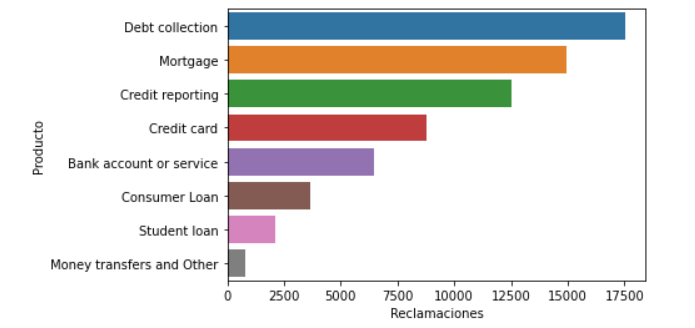 Debt collection
Mortgage
Credit reporting
Credit card
Bank account or service
Consumer Loan
Student loan
Money transfers and Other
Producto
0 2500 5000 7500 10000 12500 15000 17500
Reclamaciones